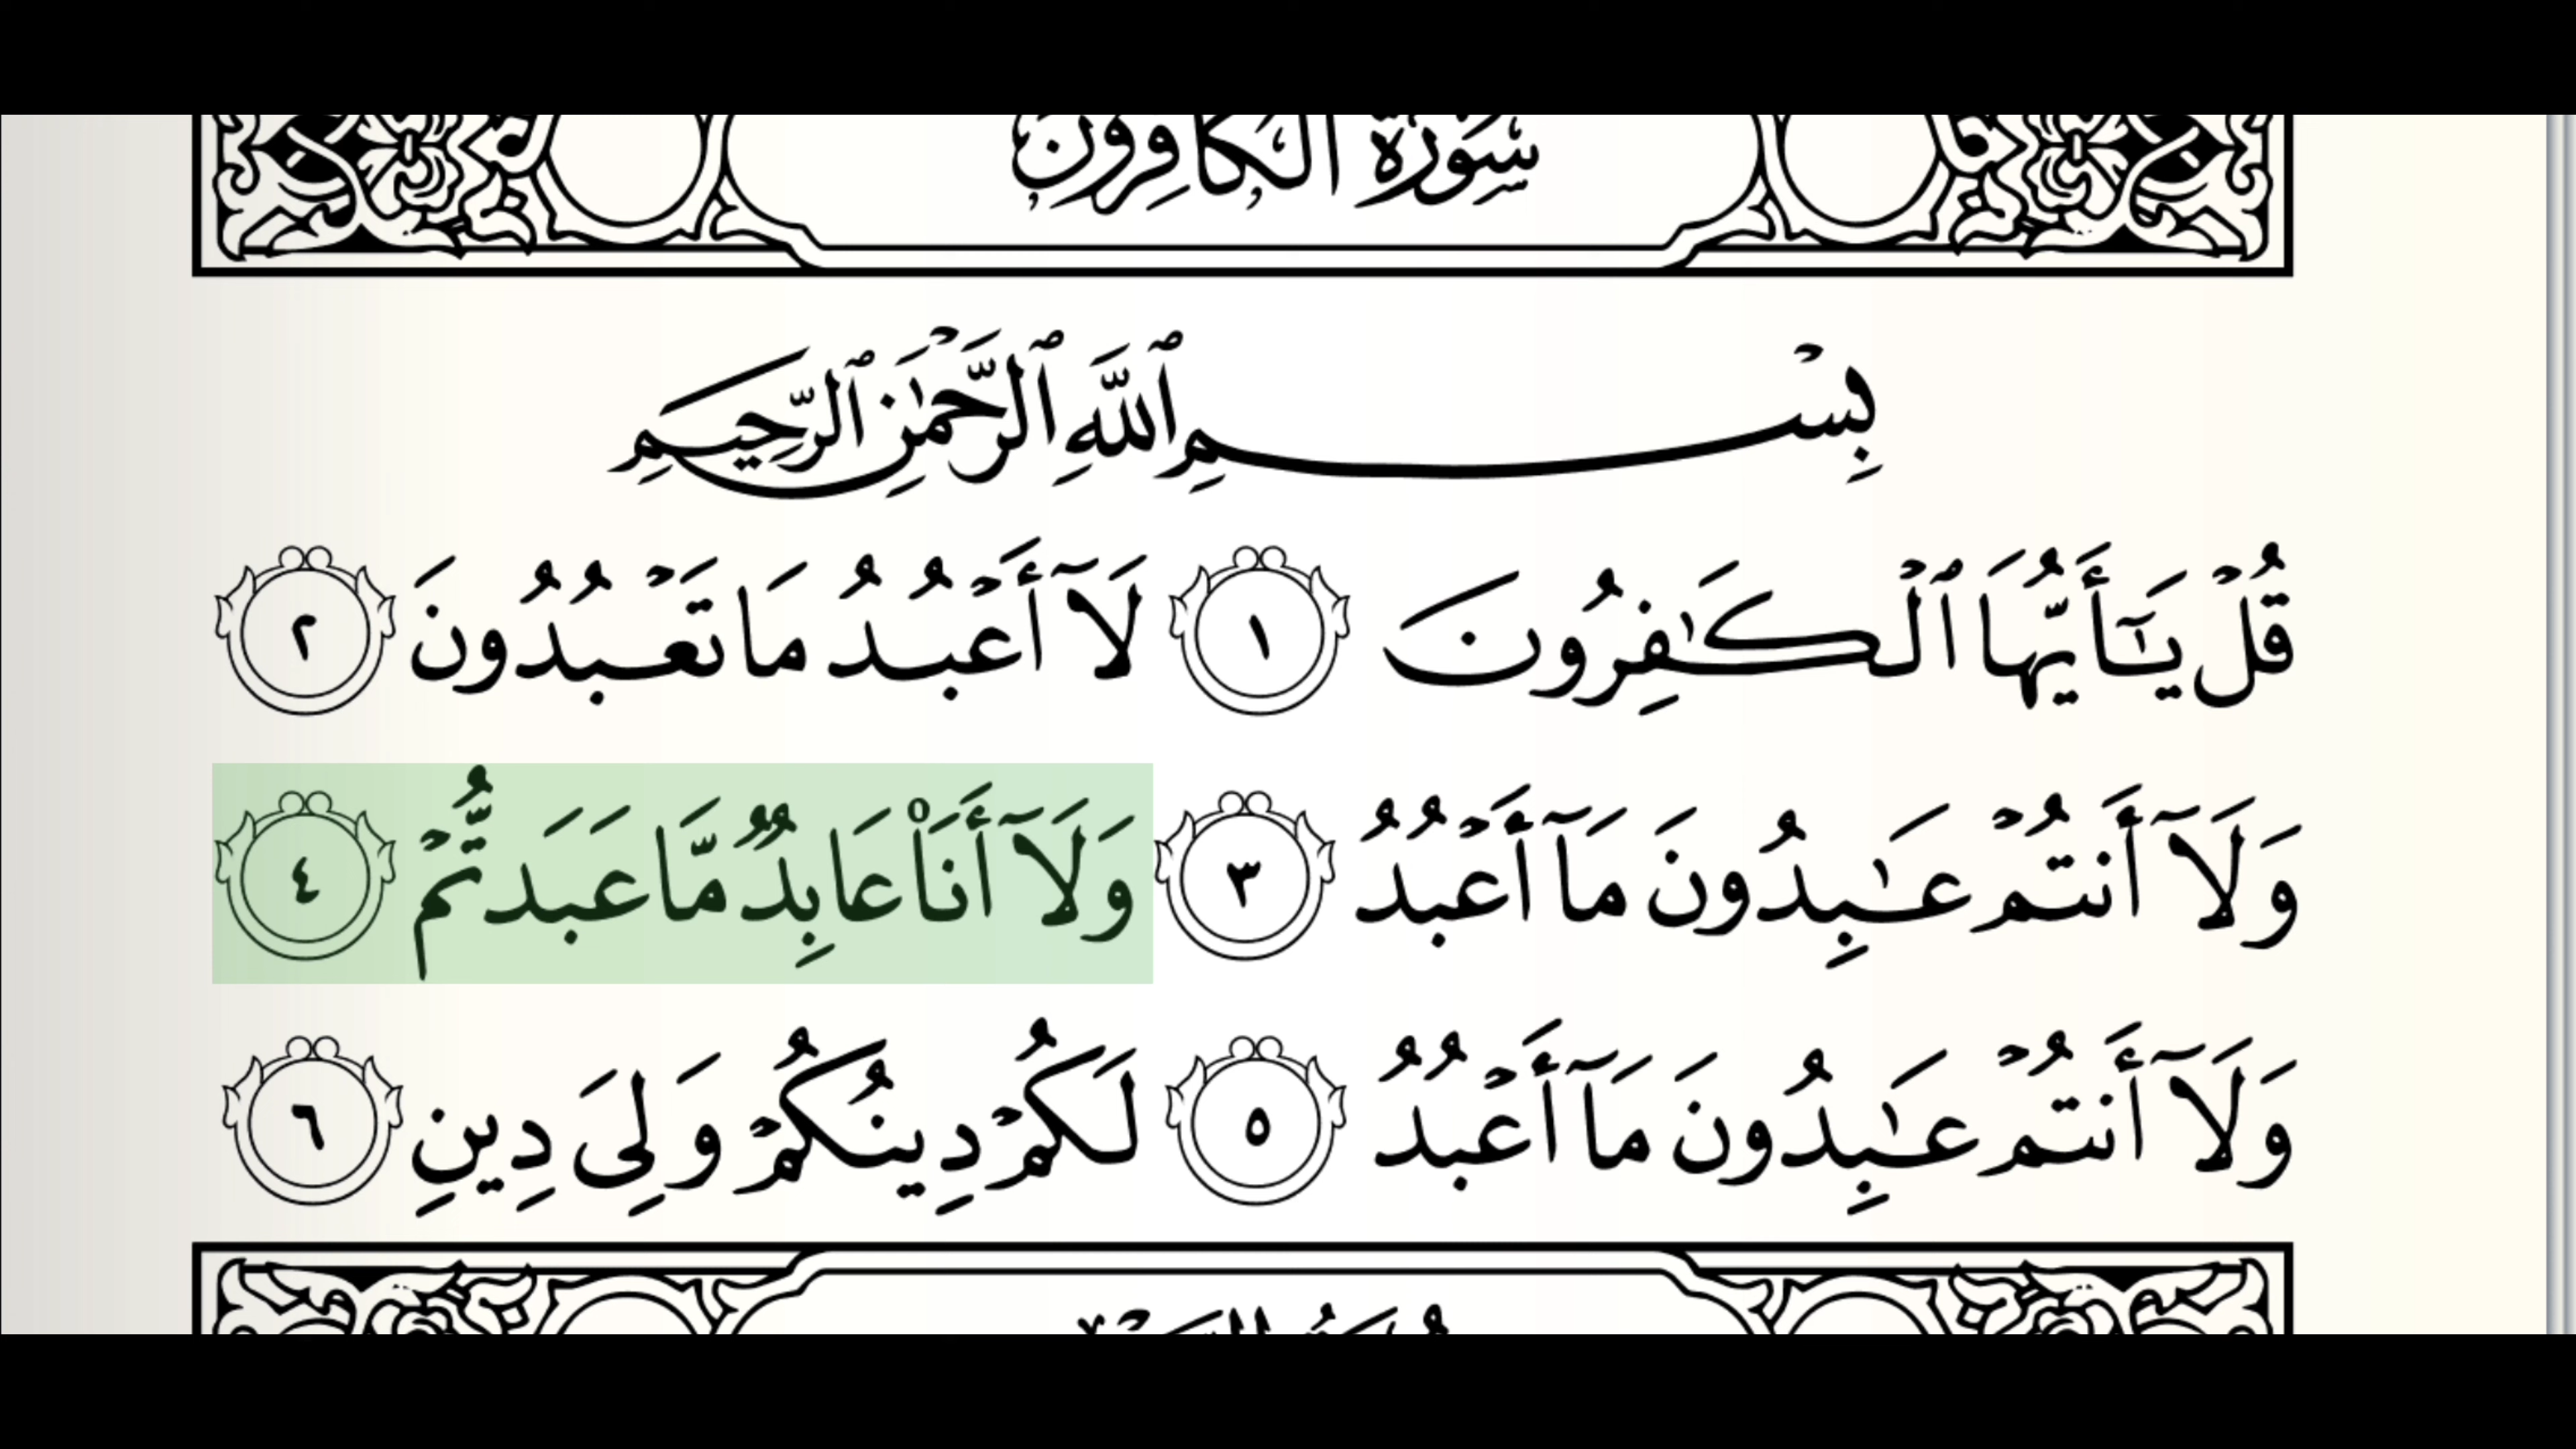 سُورَةُ الكَافِرُونَ
بِسْمِ ٱللَّهِ ٱلرَّحْمَٰنِ ٱلرَّحِيمِ
قُلْ يَٰٓأَيُّهَا ٱلْكَٰفِرُونَ ١ لَآ أَعْبُدُ مَا تَعْبُدُونَ ٢
وَلَآ أَنتُمْ عَٰبِدُونَ مَآ أَعْبُدُ ٣ وَلَآ أَنَا۠ عَابِدٌ مَّا عَبَدتُّمْ ٤
وَلَآ أَنتُمْ عَٰبِدُونَ مَآ أَعْبُدُ ٥ لَكُمْ دِينُكُمْ وَلِىَ دِينِ ٦